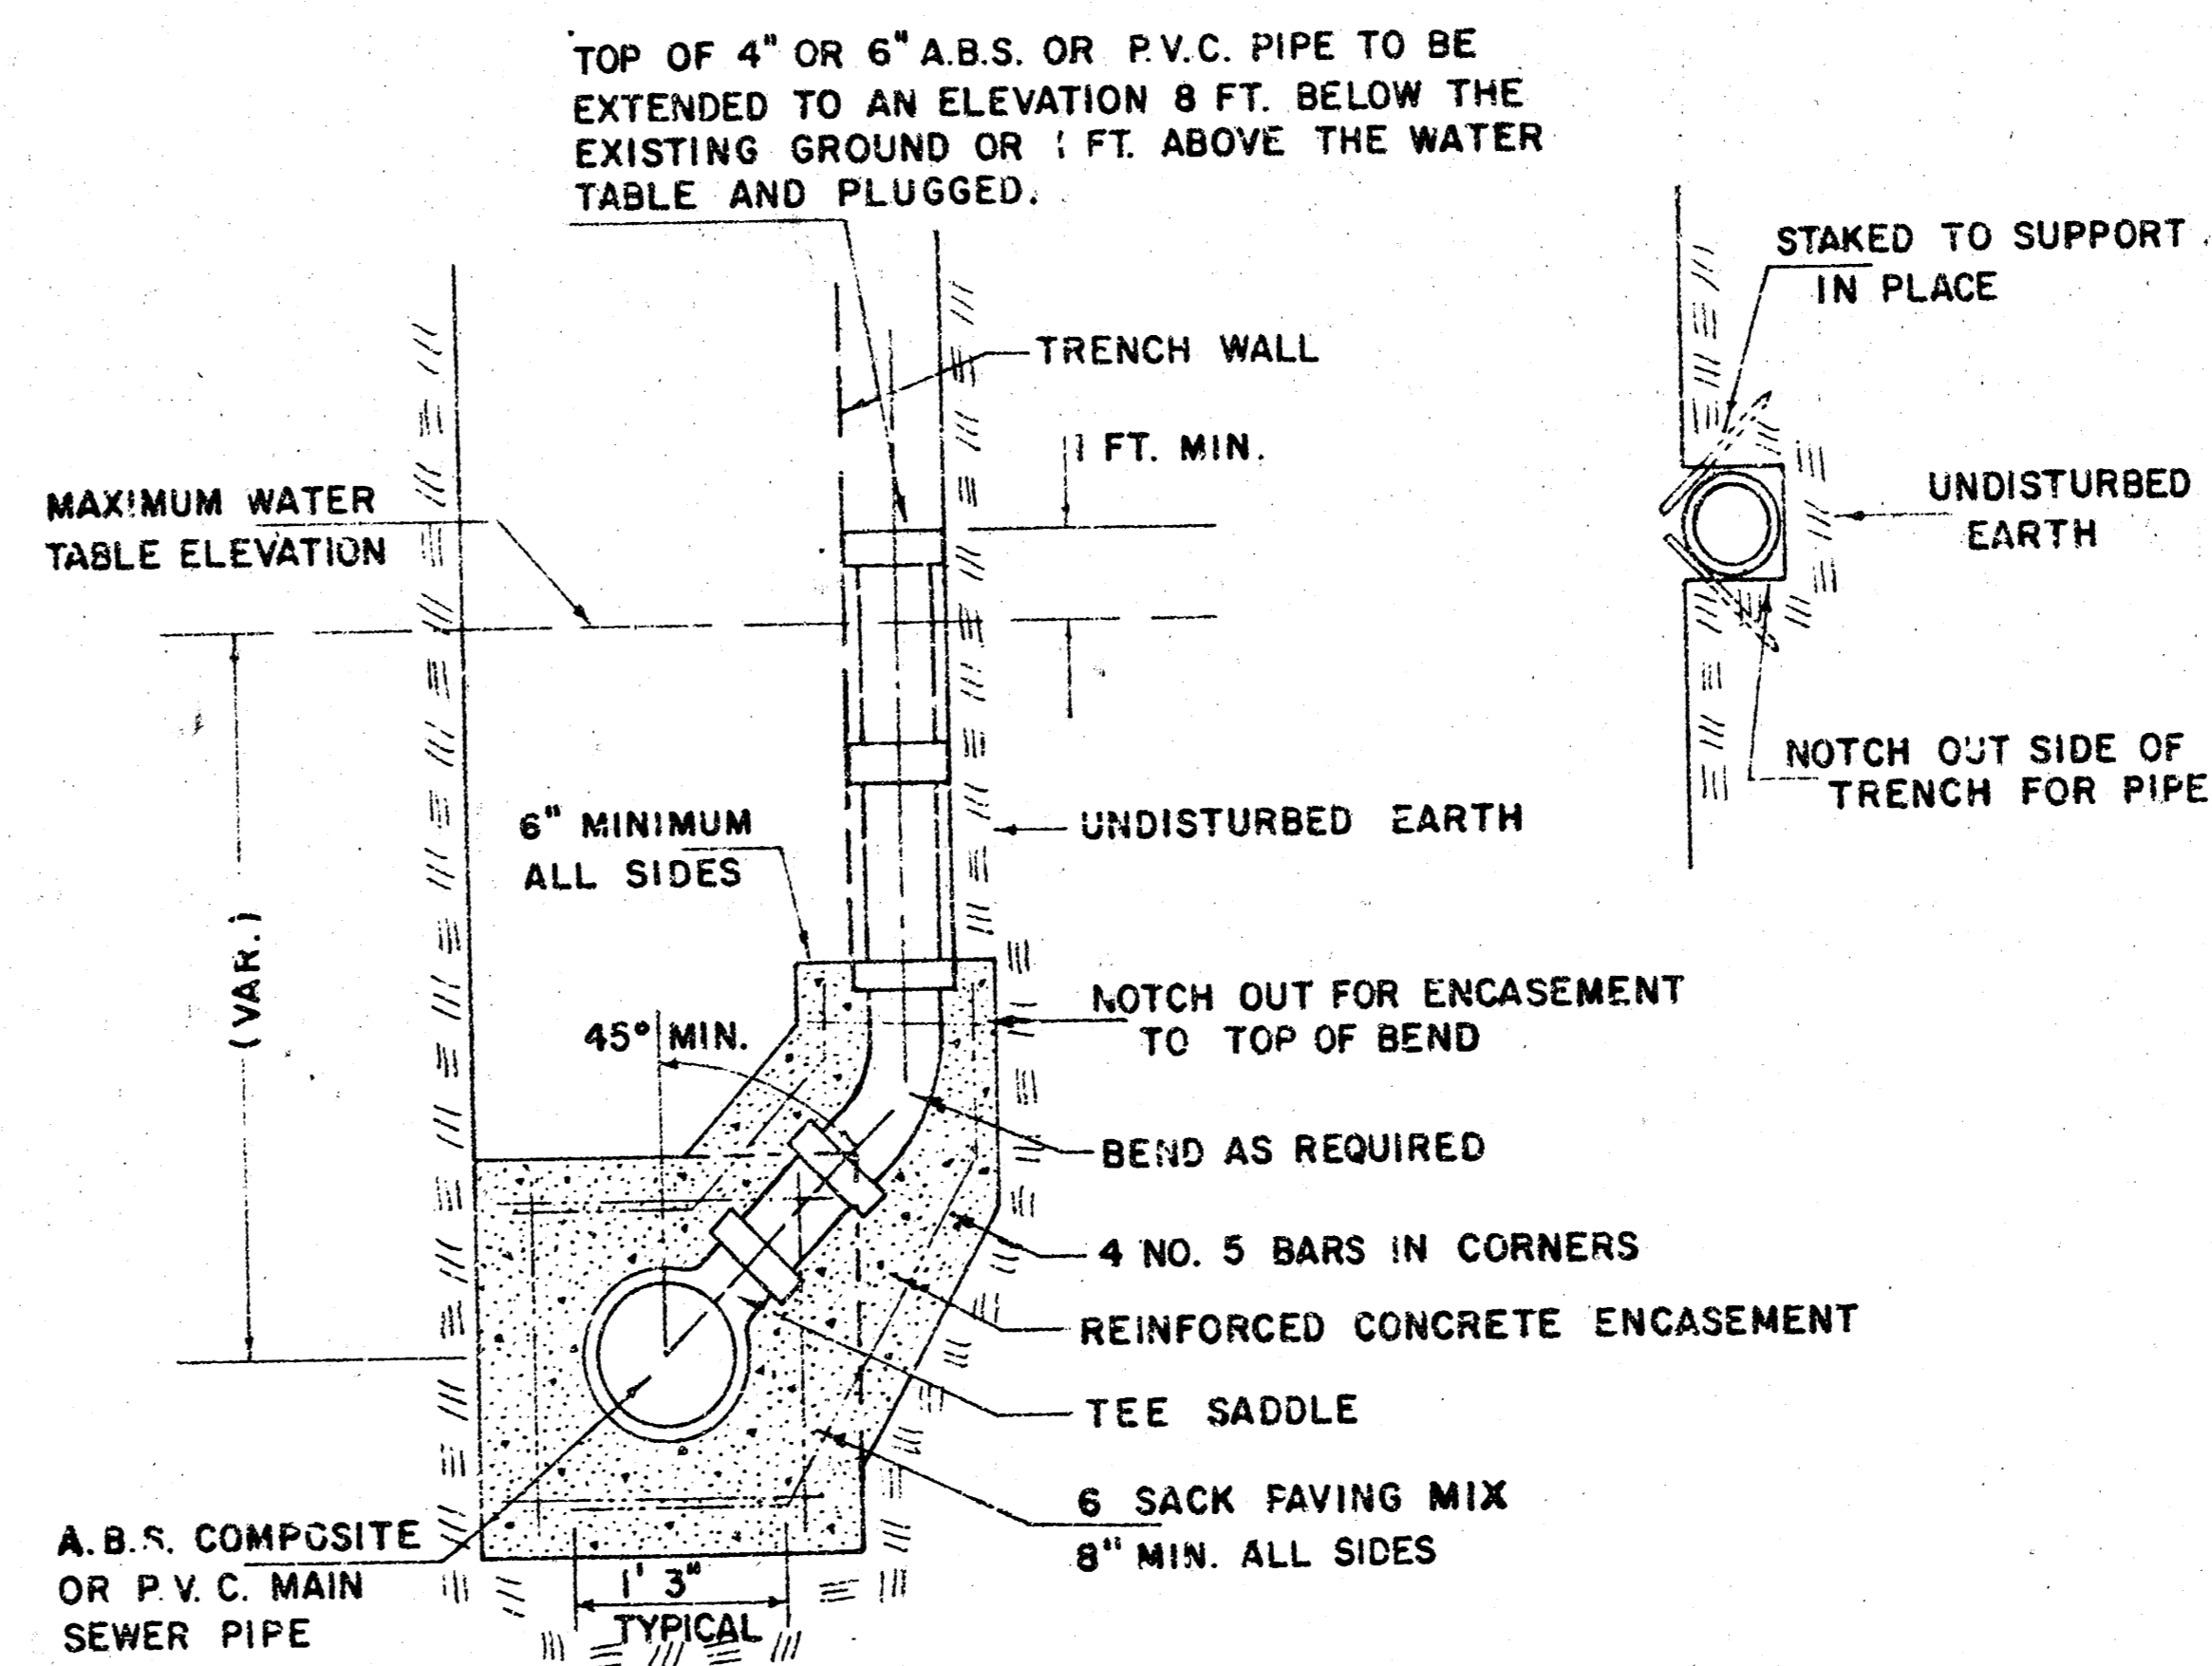 TOP OF 4" OR 6" A.B.S. OR P.V.C. PIPE TO BE
EXTENDED TO AN ELEVATION 8 FT. BELOW THE
EXISTING GROUND OR 1 FT. ABOVE THE WATER
TABLE AND PLUGGED.
STAKED TO SUPPORT
IN PLACE
TRENCH WALL
1 FT. MIN.
MAXIMUM WATER
TABLE ELEVATION
UNDISTURBED
EARTH
NOTCH OUT SIDE OF
TRENCH FOR PIPE
6" MINIMUM
ALL SIDES
UNDISTURBED EARTH
(VAR.)
45° MIN.
NOTCH OUT FOR ENCASEMENT
TO TOP OF BEND
BEND AS REQUIRED
4 NO. 5 BARS IN CORNERS
REINFORCED CONCRETE ENCASEMENT
TEE SADDLE
6 SACK PAVING MIX
8" MIN. ALL SIDES
A.B.S. COMPOSITE
OR P.V.C. MAIN
SEWER PIPE
1' 3"
TYPICAL